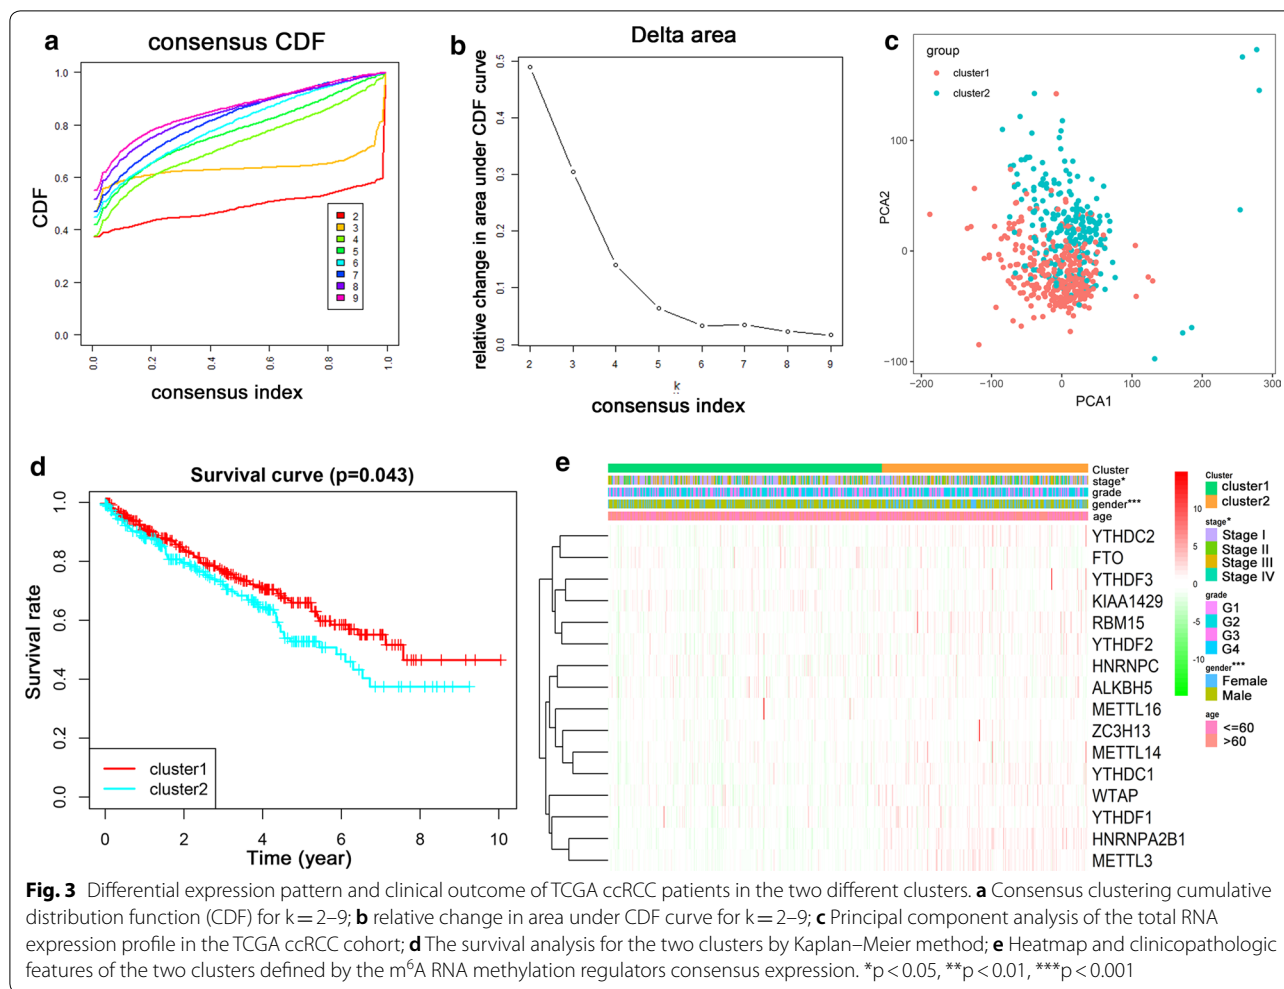 a
consensus CDF
CDF
1.0
0.8
0.6
0.4
0.2
0.0
2
3
4
5
6
7
8
9
0.0 0.2 0.4 0.6 0.8 1.0
consensus index
b
Delta area
relative change in area under CDF curve
0.5
0.4
0.3
0.2
0.1
0.0
2 3 4 5 6 7 8 9
k
consensus index
c
group
cluster1
cluster2
PCA2
100
0
−100
−200 −100 0 100 200 300
PCA1
d
Survival curve (p=0.043)
Survival rate
1.0
0.8
0.6
0.4
0.2
0.0
cluster1
cluster2
0 2 4 6 8 10
Time (year)
e
Cluster
stage*
grade
gender***
age
YTHDC2
FTO
YTHDF3
KIAA1429
RBM15
YTHDF2
HNRNPC
ALKBH5
METTL16
ZC3H13
METTL14
YTHDC1
WTAP
YTHDF1
HNRNPA2B1
METTL3
10
5
0
-5
-10
Cluster
cluster1
cluster2
stage*
Stage I
Stage II
Stage III
Stage IV
grade
G1
G2
G3
G4
gender***
Female
Male
age
<=60
>60
Fig. 3 Differential expression pattern and clinical outcome of TCGA ccRCC patients in the two different clusters. a Consensus clustering cumulative
distribution function (CDF) for k = 2–9; b relative change in area under CDF curve for k = 2–9; c Principal component analysis of the total RNA
expression profile in the TCGA ccRCC cohort; d The survival analysis for the two clusters by Kaplan–Meier method; e Heatmap and clinicopathologic
features of the two clusters defined by the m⁶A RNA methylation regulators consensus expression. *p < 0.05, **p < 0.01, ***p < 0.001